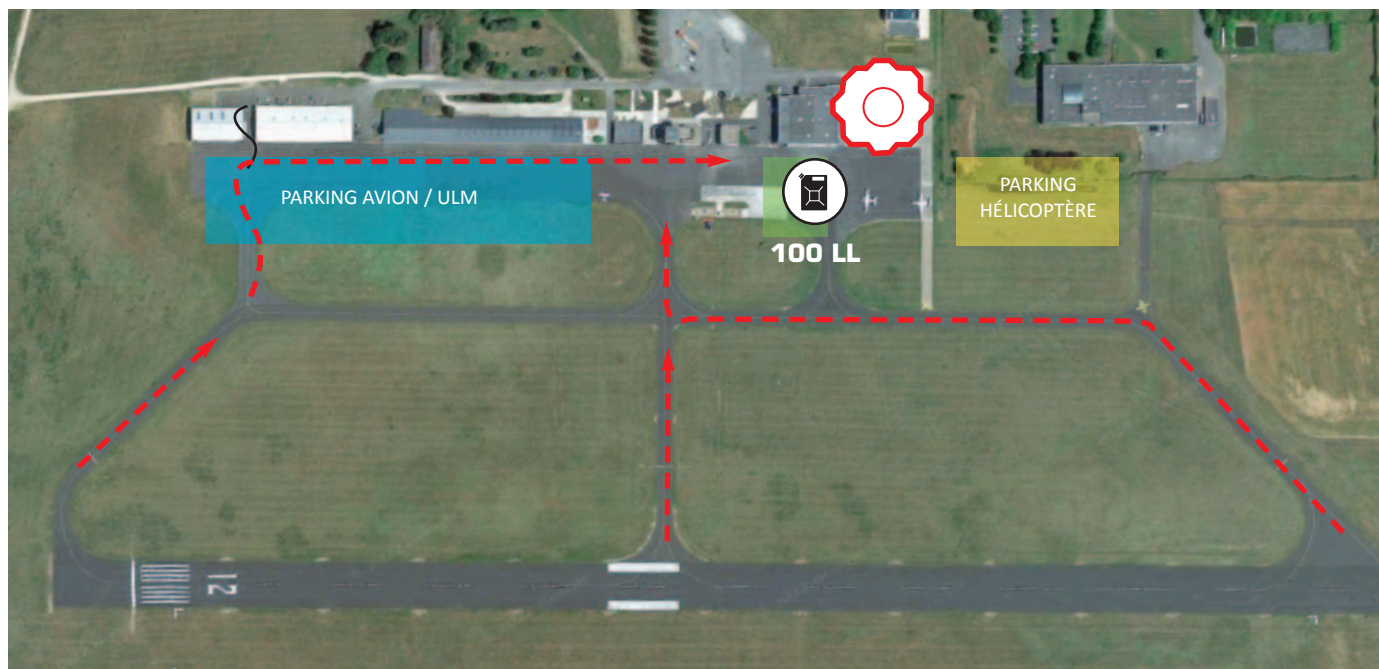 PARKING AVION / ULM
PARKING
HÉLICOPTÈRE
100 LL
12